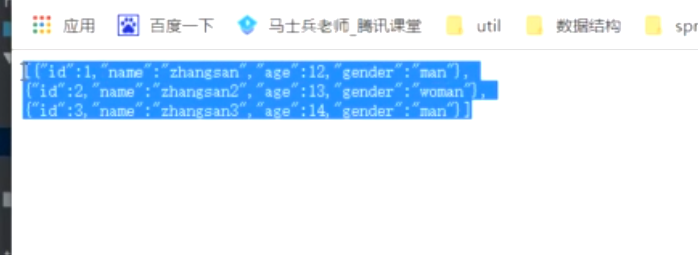 应用 百度一下 马士兵老师_腾讯课堂 util 数据结构 spr
[{"id":1,"name":"zhangsan","age":12,"gender":"man"},
{"id":2,"name":"zhangsan2","age":13,"gender":"woman"},
{"id":3,"name":"zhangsan3","age":14,"gender":"man"}]